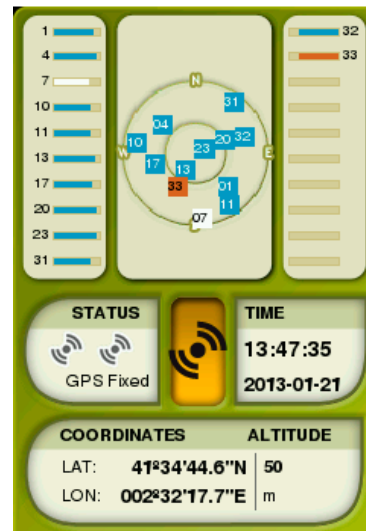 1
4
7
10
11
13
17
20
23
31
N
31
04
20 32
10
23
W
E
17
13
33
01
11
07
32
33
STATUS
GPS Fixed
TIME
13:47:35
2013-01-21
COORDINATES ALTITUDE
LAT: 41º34'44.6"N 50
LON: 002º32'17.7"E m